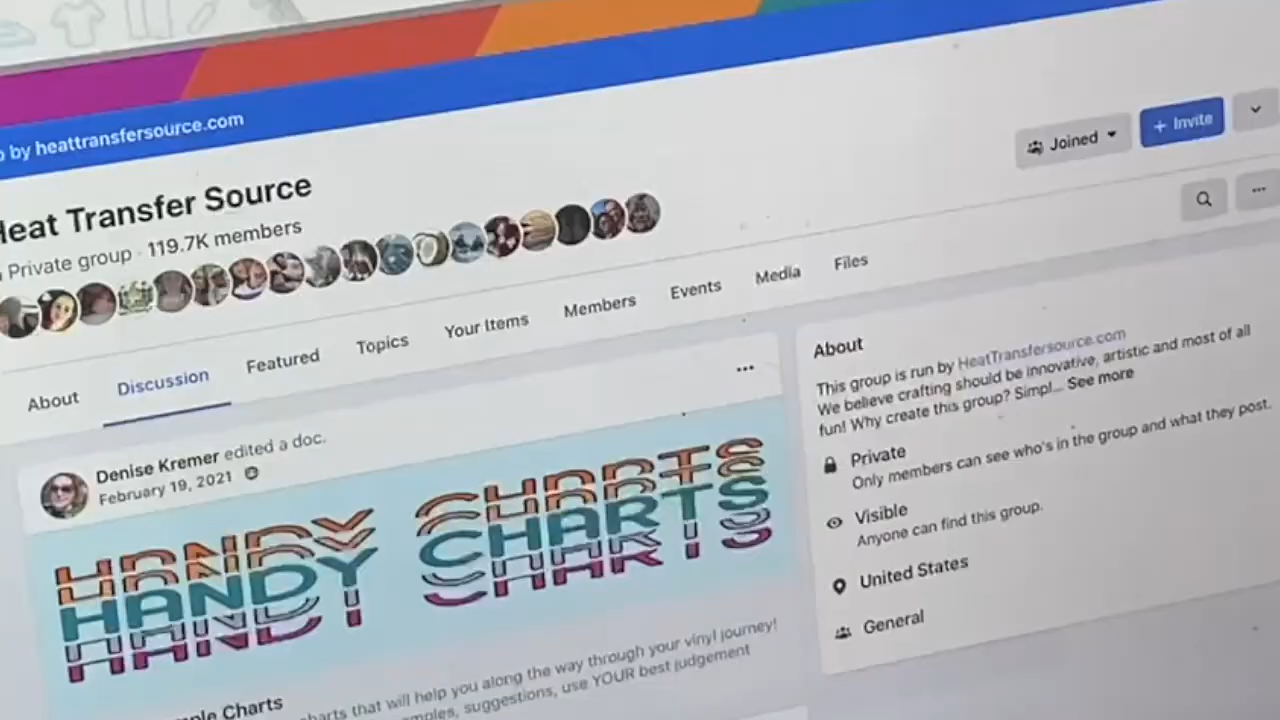 by heattransfersource.com
Heat Transfer Source
Private group · 119.7K members
Joined
+ Invite
About
Discussion
Featured
Topics
Your Items
Members
Events
Media
Files
Denise Kremer edited a doc.
February 19, 2021
HANDY CHARTS
Charts
charts that will help you along the way through your vinyl journey!
suggestions, use YOUR best judgement
About
This group is run by HeatTransfersource.com
We believe crafting should be innovative, artistic and most of all
fun! Why create this group? Simpl... See more
Private
Only members can see who's in the group and what they post.
Visible
Anyone can find this group.
United States
General